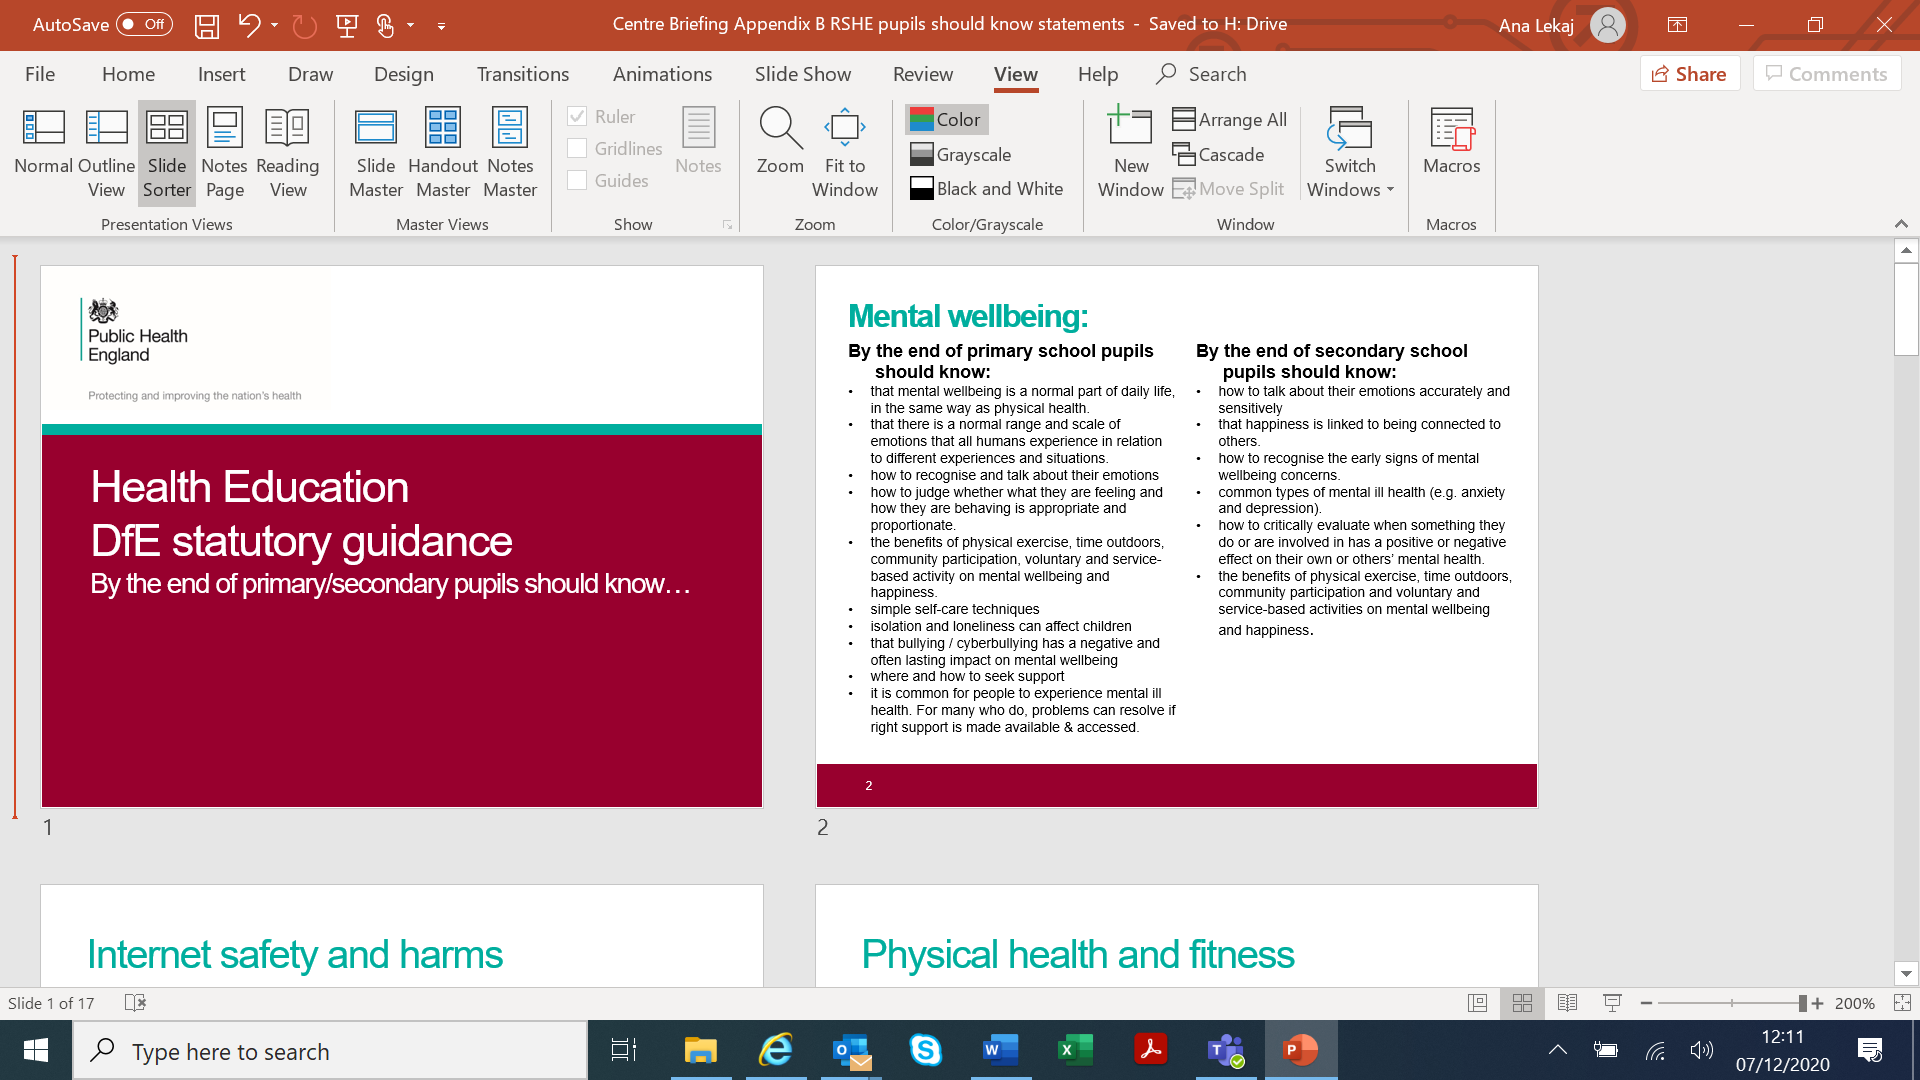 AutoSave Off
Centre Briefing Appendix B RSHE pupils should know statements - Saved to H: Drive
Ana Lekaj
File Home Insert Draw Design Transitions Animations Slide Show Review View Help Search
Share Comments
Normal
Outline View
Slide Sorter
Notes Page
Reading View
Presentation Views
Slide Master
Handout Master
Notes Master
Master Views
Ruler
Gridlines
Guides
Notes
Show
Zoom
Fit to Window
Zoom
Color
Grayscale
Black and White
Color/Grayscale
New Window
Arrange All
Cascade
Move Split
Switch Windows
Window
Macros
Macros
Public Health
England
Protecting and improving the nation's health
Health Education
DfE statutory guidance
By the end of primary/secondary pupils should know…
1
Mental wellbeing:
By the end of primary school pupils
should know:
• that mental wellbeing is a normal part of daily life,
in the same way as physical health.
• that there is a normal range and scale of
emotions that all humans experience in relation
to different experiences and situations.
• how to recognise and talk about their emotions
• how to judge whether what they are feeling and
how they are behaving is appropriate and
proportionate.
• the benefits of physical exercise, time outdoors,
community participation, voluntary and service-
based activity on mental wellbeing and
happiness.
• simple self-care techniques
• isolation and loneliness can affect children
• that bullying / cyberbullying has a negative and
often lasting impact on mental wellbeing
• where and how to seek support
• it is common for people to experience mental ill
health. For many who do, problems can resolve if
right support is made available & accessed.
By the end of secondary school
pupils should know:
• how to talk about their emotions accurately and
sensitively
• that happiness is linked to being connected to
others.
• how to recognise the early signs of mental
wellbeing concerns.
• common types of mental ill health (e.g. anxiety
and depression).
• how to critically evaluate when something they
do or are involved in has a positive or negative
effect on their own or others' mental health.
• the benefits of physical exercise, time outdoors,
community participation and voluntary and
service-based activities on mental wellbeing
and happiness.
2
2
Internet safety and harms
Physical health and fitness
Slide 1 of 17
200%
Type here to search
12:11
07/12/2020